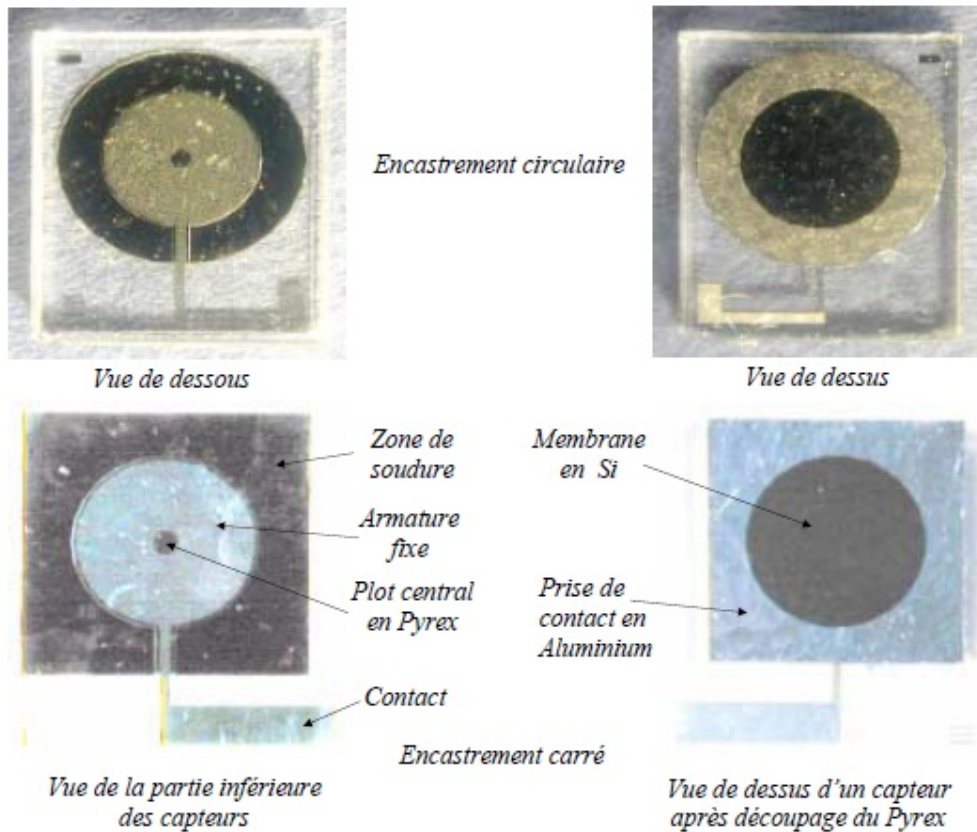 Encastrement circulaire
Vue de dessous
Vue de dessus
Zone de
soudure
Membrane
en Si
Armature
fixe
Plot central
en Pyrex
Prise de
contact en
Aluminium
Contact
Encastrement carré
Vue de la partie inférieure
des capteurs
Vue de dessus d'un capteur
après découpage du Pyrex